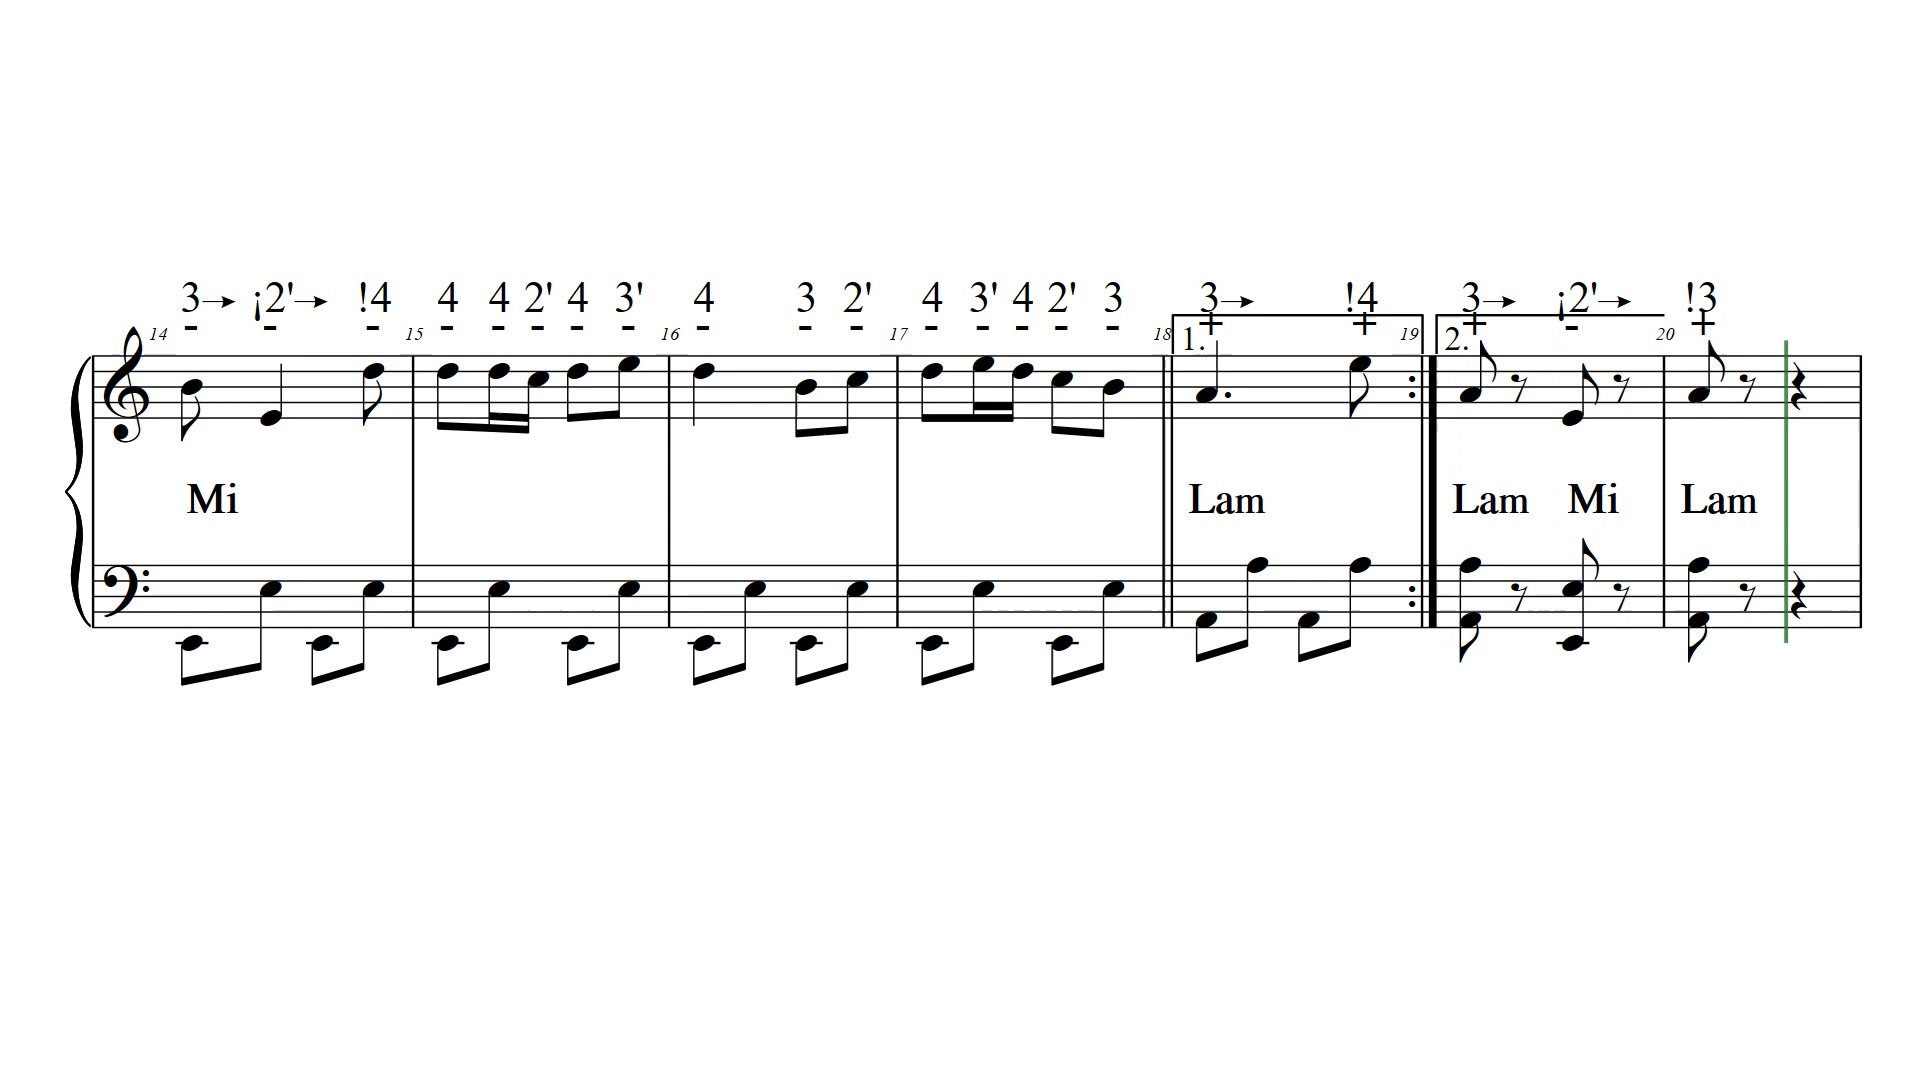 3→ ¡2'→ !4 4 4 2' 4 3' 4 3 2' 4 3' 4 2' 3 3→ !4 3→ ¡2'→ !3
- - - - - - - - - - - - - - - - + + + - +
14 15 16 17 18 1. 19 2. 20
Mi Lam Lam Mi Lam